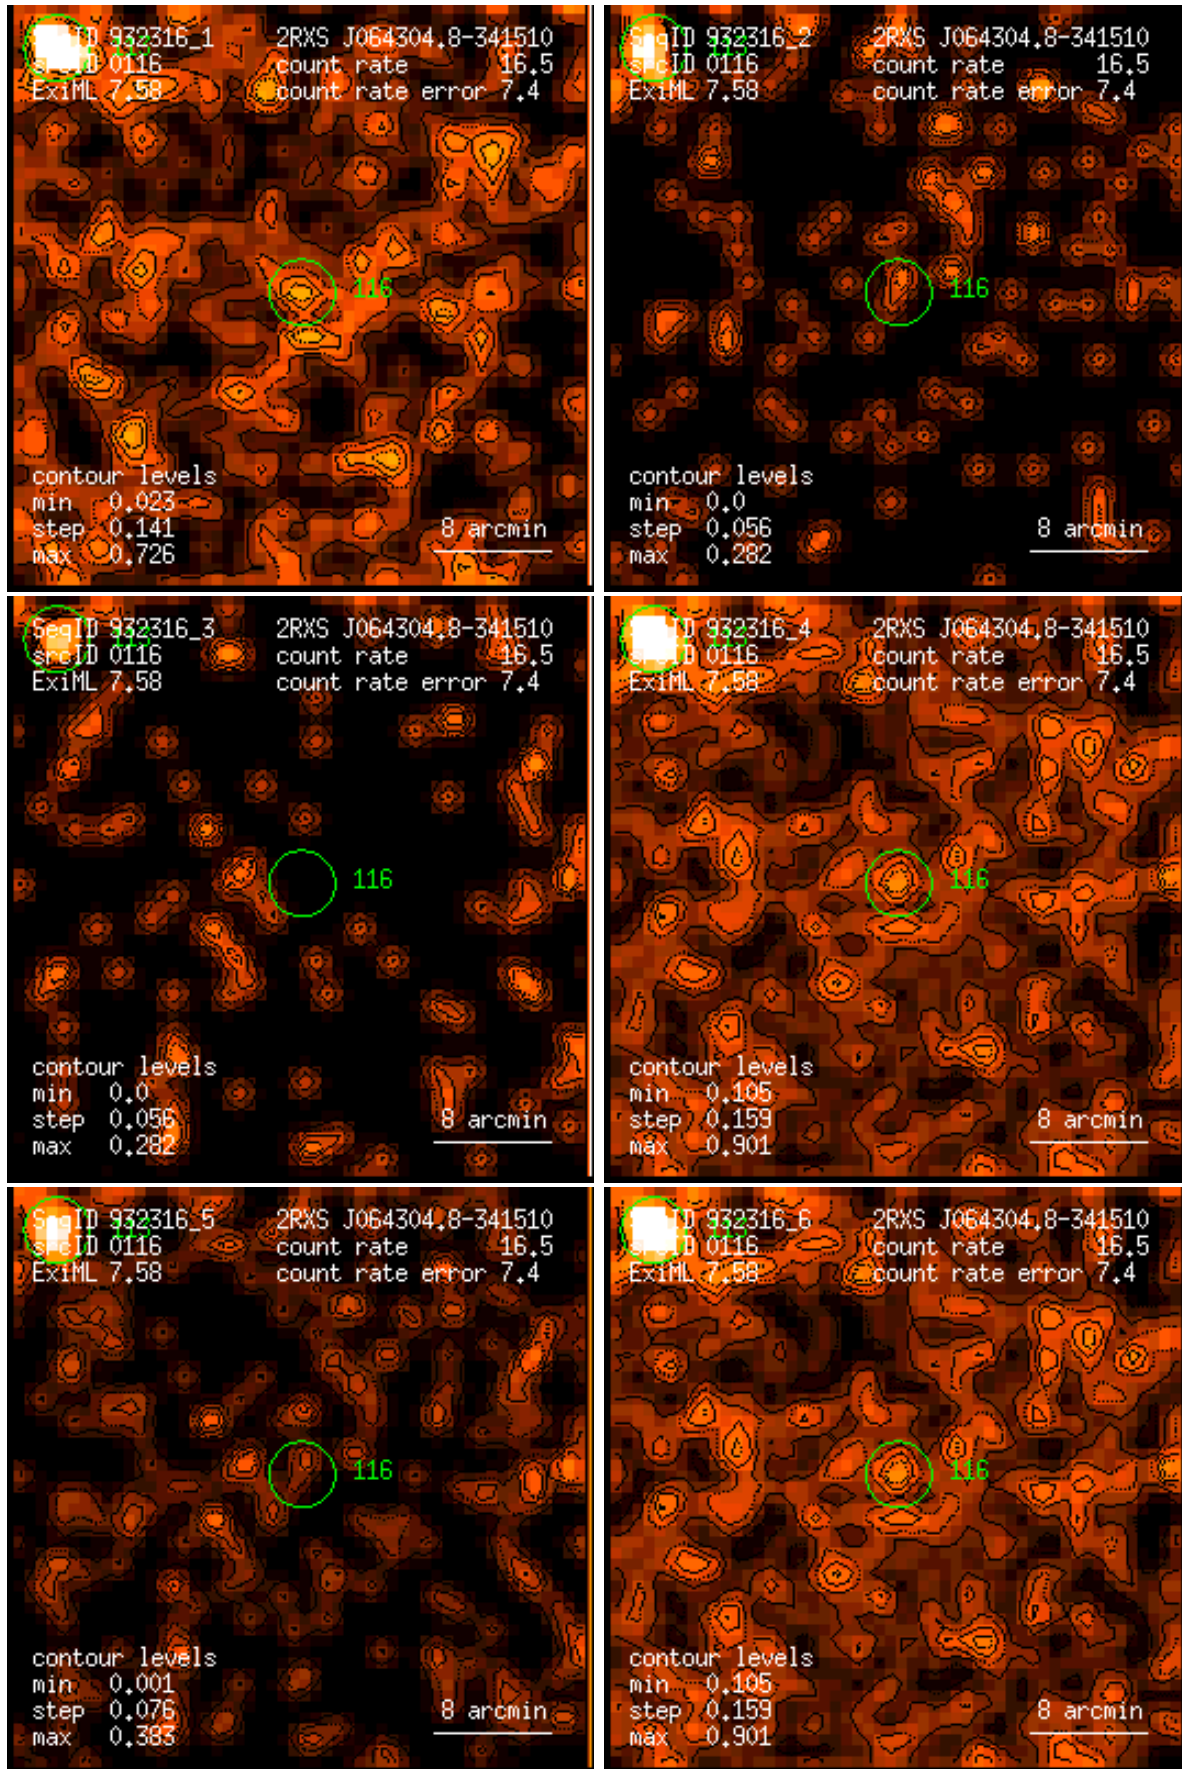 SeqID 932316_1 2RXS J064304.8-341510
srcID 0116 count rate 16.5
ExiML 7.58 count rate error 7.4
116
contour levels
min 0.023
step 0.141 8 arcmin
max 0.726
SeqID 932316_2 2RXS J064304.8-341510
srcID 0116 count rate 16.5
ExiML 7.58 count rate error 7.4
116
contour levels
min 0.0
step 0.056 8 arcmin
max 0.282
SeqID 932316_3 2RXS J064304.8-341510
srcID 0116 count rate 16.5
ExiML 7.58 count rate error 7.4
116
contour levels
min 0.0
step 0.056 8 arcmin
max 0.282
SeqID 932316_4 2RXS J064304.8-341510
srcID 0116 count rate 16.5
ExiML 7.58 count rate error 7.4
116
contour levels
min 0.105
step 0.159 8 arcmin
max 0.901
SeqID 932316_5 2RXS J064304.8-341510
srcID 0116 count rate 16.5
ExiML 7.58 count rate error 7.4
116
contour levels
min 0.001
step 0.076 8 arcmin
max 0.383
SeqID 932316_6 2RXS J064304.8-341510
srcID 0116 count rate 16.5
ExiML 7.58 count rate error 7.4
116
contour levels
min 0.105
step 0.159 8 arcmin
max 0.901